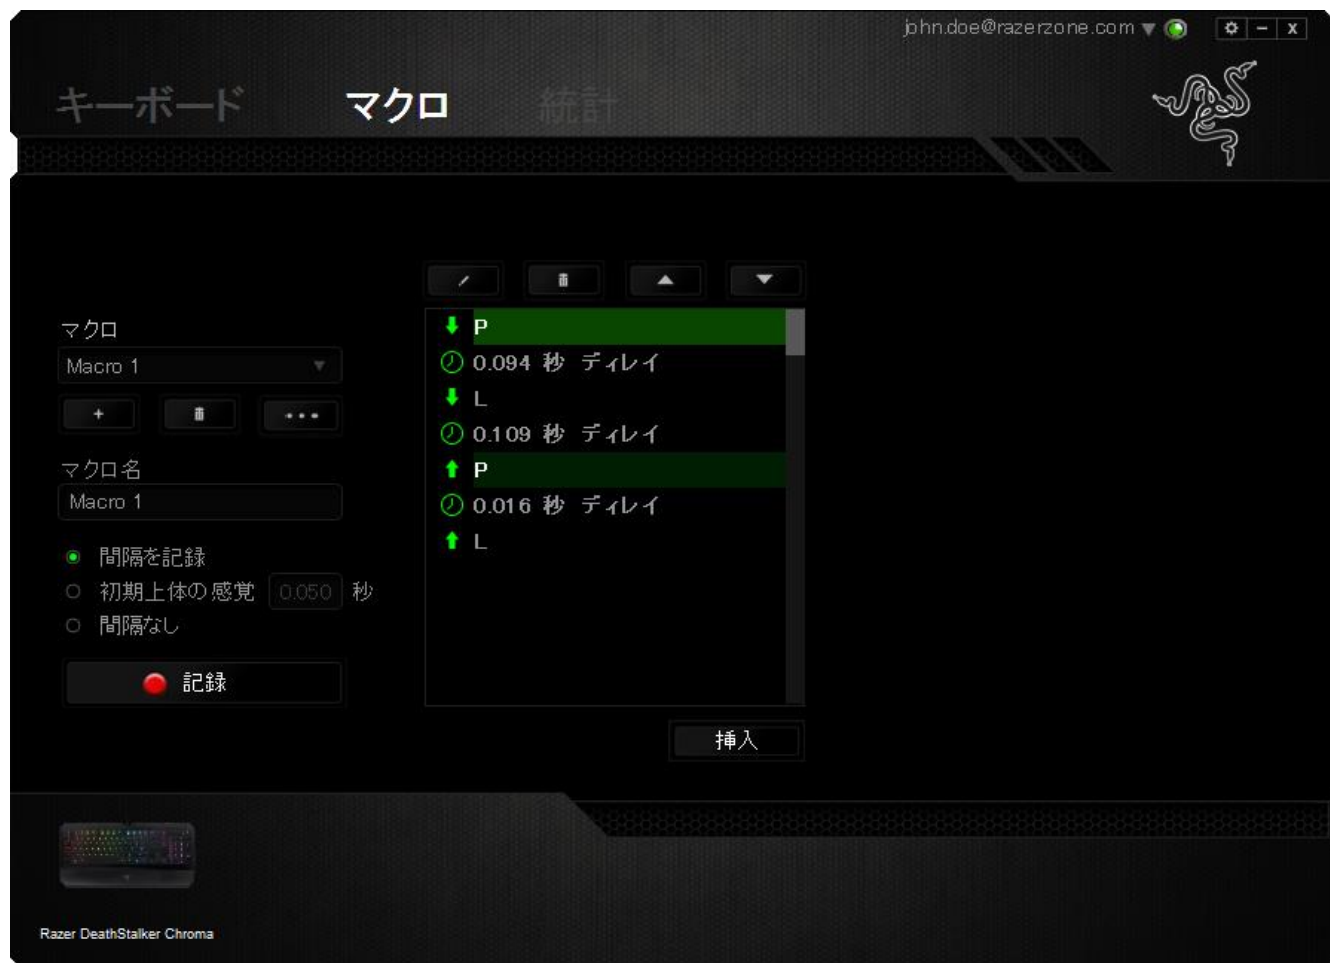 john.doe@razerzone.com
キーボード マクロ 統計
マクロ
Macro 1
マクロ名
Macro 1
間隔を記録
初期上体の感覚 0.050 秒
間隔なし
記録
P
0.094 秒 ディレイ
L
0.109 秒 ディレイ
P
0.016 秒 ディレイ
L
挿入
Razer DeathStalker Chroma